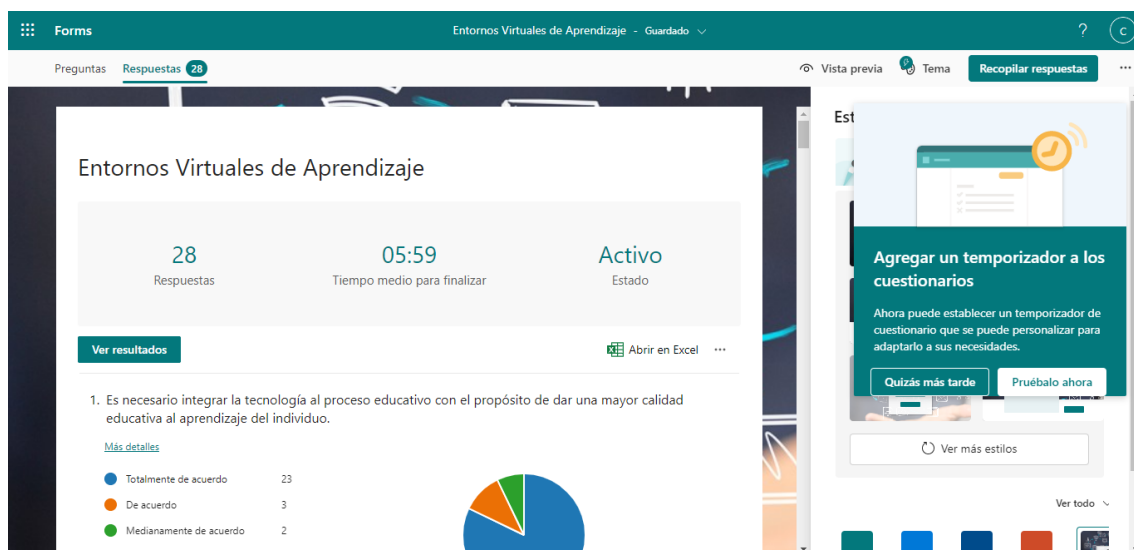 Forms
Entornos Virtuales de Aprendizaje - Guardado
?
C
Preguntas
Respuestas 28
Vista previa
Tema
Recopilar respuestas
...
Entornos Virtuales de Aprendizaje
28
Respuestas
05:59
Tiempo medio para finalizar
Activo
Estado
Ver resultados
Abrir en Excel
...
1. Es necesario integrar la tecnología al proceso educativo con el propósito de dar una mayor calidad
educativa al aprendizaje del individuo.
Más detalles
Totalmente de acuerdo 23
De acuerdo 3
Medianamente de acuerdo 2
Est
Agregar un temporizador a los
cuestionarios
Ahora puede establecer un temporizador de
cuestionario que se puede personalizar para
adaptarlo a sus necesidades.
Quizás más tarde
Pruébalo ahora
Ver más estilos
Ver todo